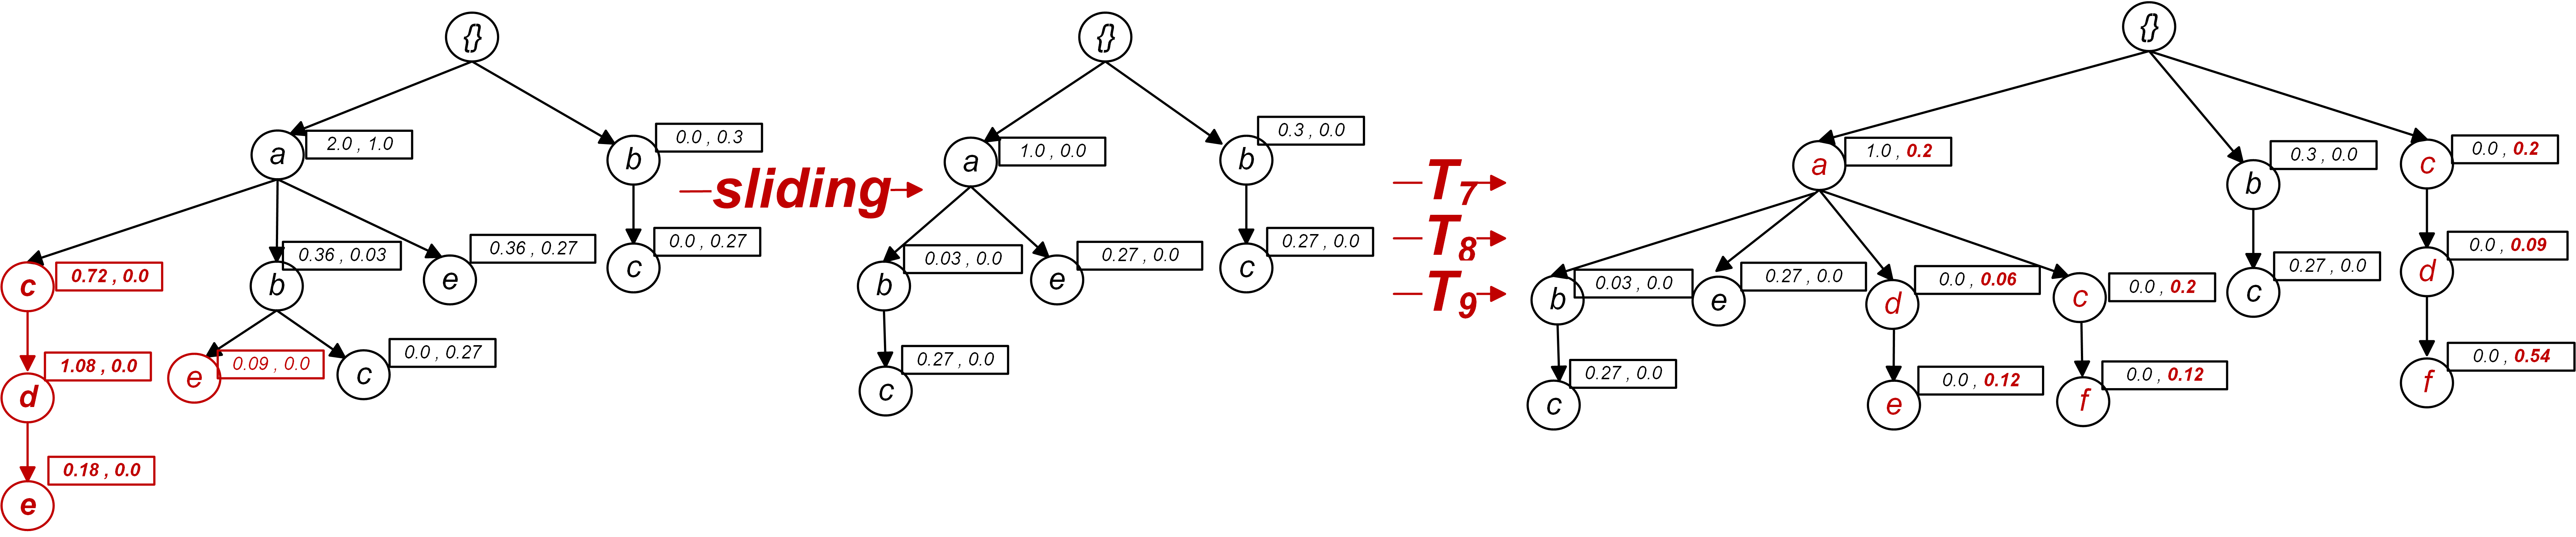 {}
a
2.0 , 1.0
b
0.0 , 0.3
c
0.72 , 0.0
b
0.36 , 0.03
e
0.36 , 0.27
c
0.0 , 0.27
d
1.08 , 0.0
e
0.09 , 0.0
c
0.0 , 0.27
e
0.18 , 0.0
sliding
{}
a
1.0 , 0.0
b
0.3 , 0.0
b
0.03 , 0.0
e
0.27 , 0.0
c
0.27 , 0.0
c
0.27 , 0.0
T7
T8
T9
{}
a
1.0 , 0.2
b
0.3 , 0.0
c
0.0 , 0.2
b
0.03 , 0.0
e
0.27 , 0.0
d
0.0 , 0.06
c
0.0 , 0.2
c
0.27 , 0.0
d
0.0 , 0.09
c
0.27 , 0.0
e
0.0 , 0.12
f
0.0 , 0.12
f
0.0 , 0.54